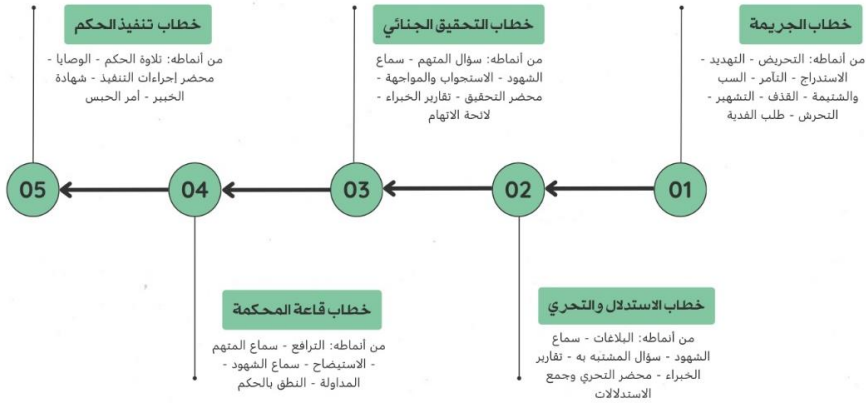 خطاب الجريمة
من أنماطه: التحريض - التهديد -
الاستدراج - التآمر - السب
والشتيمة - القذف - التشهير -
التحرش - طلب الفدية
01
02
خطاب الاستدلال والتحري
من أنماطه: البلاغات - سماع
الشهود - سؤال المشتبه به - تقارير
الخبراء - محضر التحري وجمع
الاستدلالات
خطاب التحقيق الجنائي
من أنماطه: سؤال المتهم - سماع
الشهود - الاستجواب والمواجهة -
محضر التحقيق - تقارير الخبراء -
لائحة الاتهام
03
04
خطاب قاعة المحكمة
من أنماطه: الترافع - سماع المتهم
- الاستيضاح - سماع الشهود -
المداولة - النطق بالحكم
خطاب تنفيذ الحكم
من أنماطه: تلاوة الحكم - الوصايا -
محضر إجراءات التنفيذ - شهادة
الخبير - أمر الحبس
05